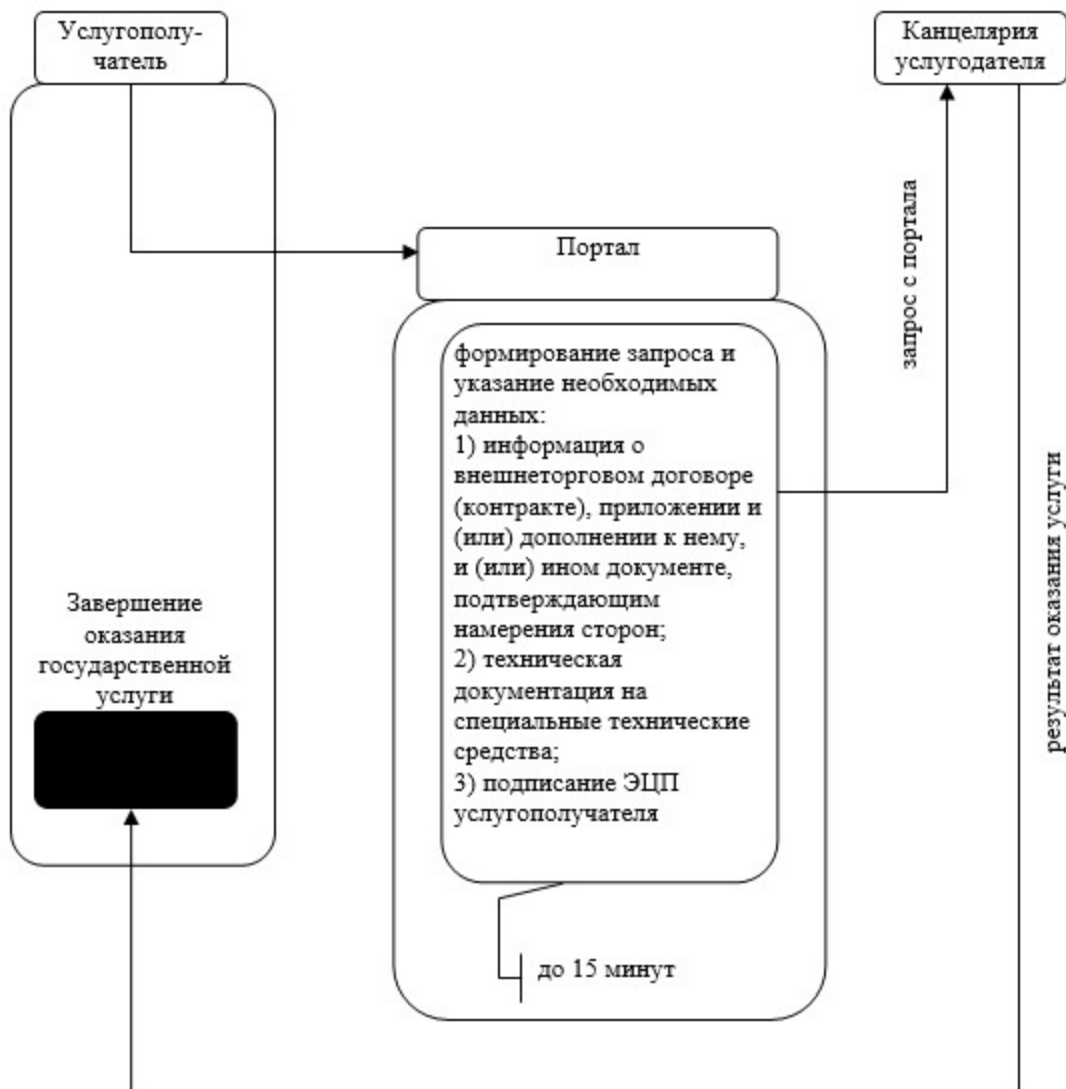 Услугополу-
чатель
Канцелярия
услугодателя
запрос с портала
Портал
формирование запроса и
указание необходимых
данных:
1) информация о
внешнеторговом договоре
(контракте), приложении и
(или) дополнении к нему,
и (или) ином документе,
подтверждающим
намерения сторон;
2) техническая
документация на
специальные технические
средства;
3) подписание ЭЦП
услугополучателя
до 15 минут
Завершение
оказания
государственной
услуги
результат оказания услуги